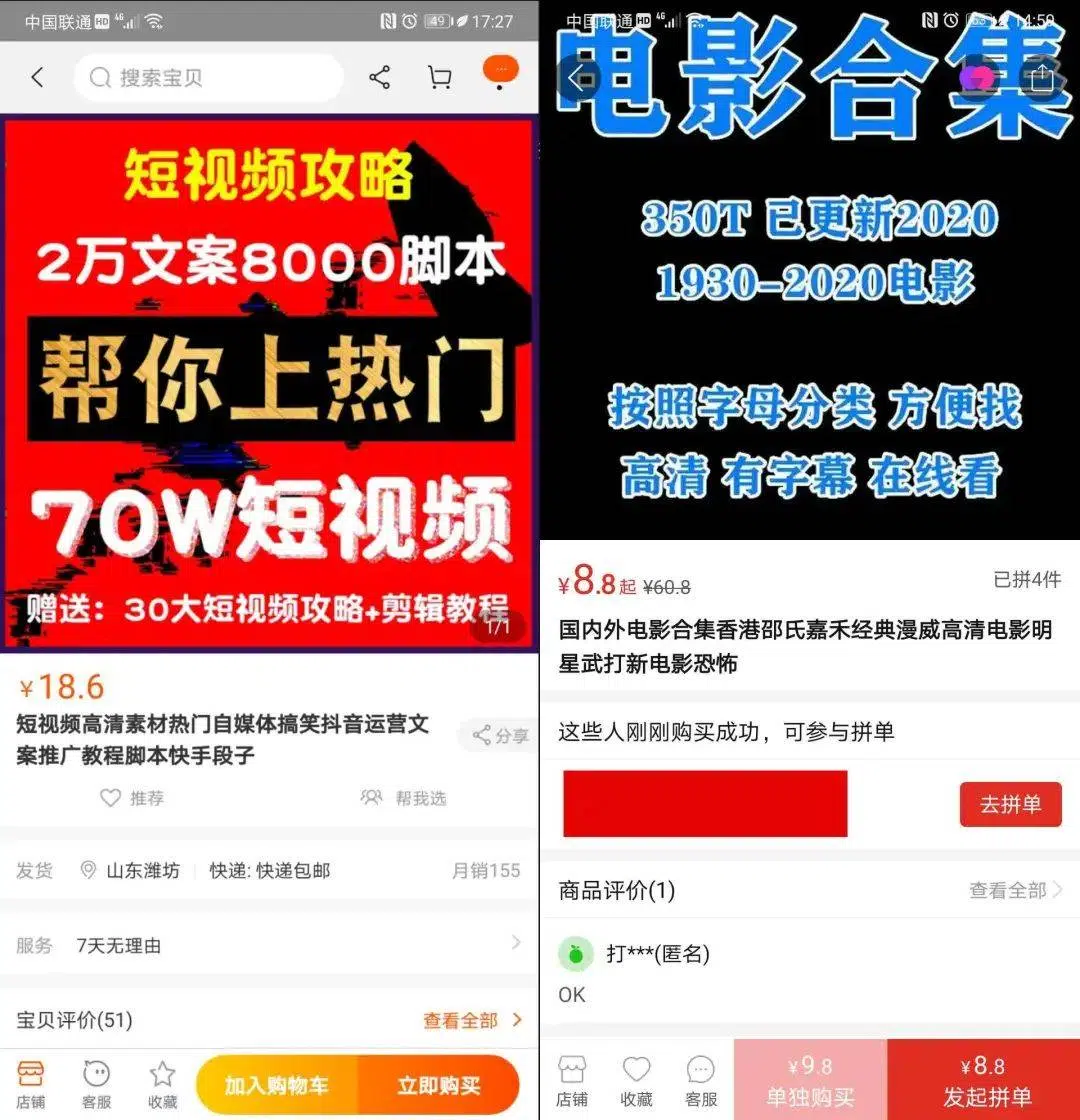 中国联通HD 4G 49 17:27
搜索宝贝
短视频攻略
2万文案8000脚本
帮你上热门
70W短视频
赠送：30大短视频攻略+剪辑教程
1/1
¥18.6
短视频高清素材热门自媒体搞笑抖音运营文
案推广教程脚本快手段子
分享
推荐
帮我选
发货 山东潍坊 快递: 快递包邮 月销155
服务 7天无理由
宝贝评价(51) 查看全部
店铺 客服 收藏
加入购物车 立即购买
中国联通HD 4G 14:59
电影合集
350T 已更新2020
1930-2020电影
按照字母分类 方便找
高清 有字幕 在线看
¥8.8起 ¥60.8 已拼4件
国内外电影合集香港邵氏嘉禾经典漫威高清电影明
星武打新电影恐怖
这些人刚刚购买成功，可参与拼单
去拼单
商品评价(1) 查看全部
打***(匿名)
OK
店铺 收藏 客服
¥9.8
单独购买
¥8.8
发起拼单